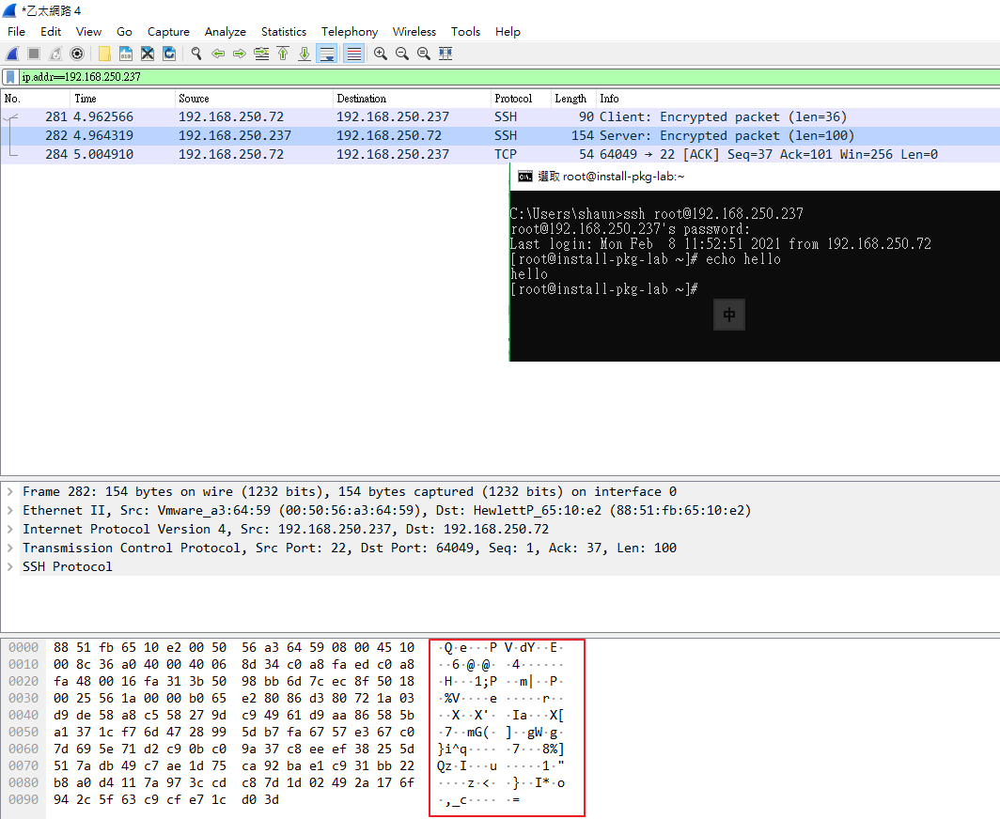 *乙太網路 4
File Edit View Go Capture Analyze Statistics Telephony Wireless Tools Help
ip.addr==192.168.250.237
No. Time Source Destination Protocol Length Info
281 4.962566 192.168.250.72 192.168.250.237 SSH 90 Client: Encrypted packet (len=36)
282 4.964319 192.168.250.237 192.168.250.72 SSH 154 Server: Encrypted packet (len=100)
284 5.004910 192.168.250.72 192.168.250.237 TCP 54 64049 → 22 [ACK] Seq=37 Ack=101 Win=256 Len=0
選取 root@install-pkg-lab:~
C:\Users\shaun>ssh root@192.168.250.237
root@192.168.250.237's password:
Last login: Mon Feb  8 11:52:51 2021 from 192.168.250.72
[root@install-pkg-lab ~]# echo hello
hello
[root@install-pkg-lab ~]#
中
Frame 282: 154 bytes on wire (1232 bits), 154 bytes captured (1232 bits) on interface 0
Ethernet II, Src: Vmware_a3:64:59 (00:50:56:a3:64:59), Dst: HewlettP_65:10:e2 (88:51:fb:65:10:e2)
Internet Protocol Version 4, Src: 192.168.250.237, Dst: 192.168.250.72
Transmission Control Protocol, Src Port: 22, Dst Port: 64049, Seq: 1, Ack: 37, Len: 100
SSH Protocol
0000 88 51 fb 65 10 e2 00 50 56 a3 64 59 08 00 45 10 ·Q·e···P V·dY··E·
0010 00 8c 36 a0 40 00 40 06 8d 34 c0 a8 fa ed c0 a8 ··6·@·@· ·4······
0020 fa 48 00 16 fa 31 3b 50 98 bb 6d 7c ec 8f 50 18 ·H···1;P ··m|··P·
0030 00 25 56 1a 00 00 b0 65 e2 80 86 d3 80 72 1a 03 ·%V····e ·····r··
0040 d9 de 58 a8 c5 58 27 9d c9 49 61 d9 aa 86 58 5b ··X··X'· ·Ia···X[
0050 a1 37 1c f7 6d 47 28 99 5d b7 fa 67 57 e3 67 c0 ·7··mG(· ]··gW·g·
0060 7d 69 5e 71 d2 c9 0b c0 9a 37 c8 ee ef 38 25 5d }i^q···· ·7···8%]
0070 51 7a db 49 c7 ae 1d 75 ca 92 ba e1 c9 31 bb 22 Qz·I···u ·····1·"
0080 b8 a0 d4 11 7a 97 3c cd c8 7d 1d 02 49 2a 17 6f ····z·<· ·}··I*·o
0090 94 2c 5f 63 c9 cf e7 1c d0 3d ·,_c···· ·=